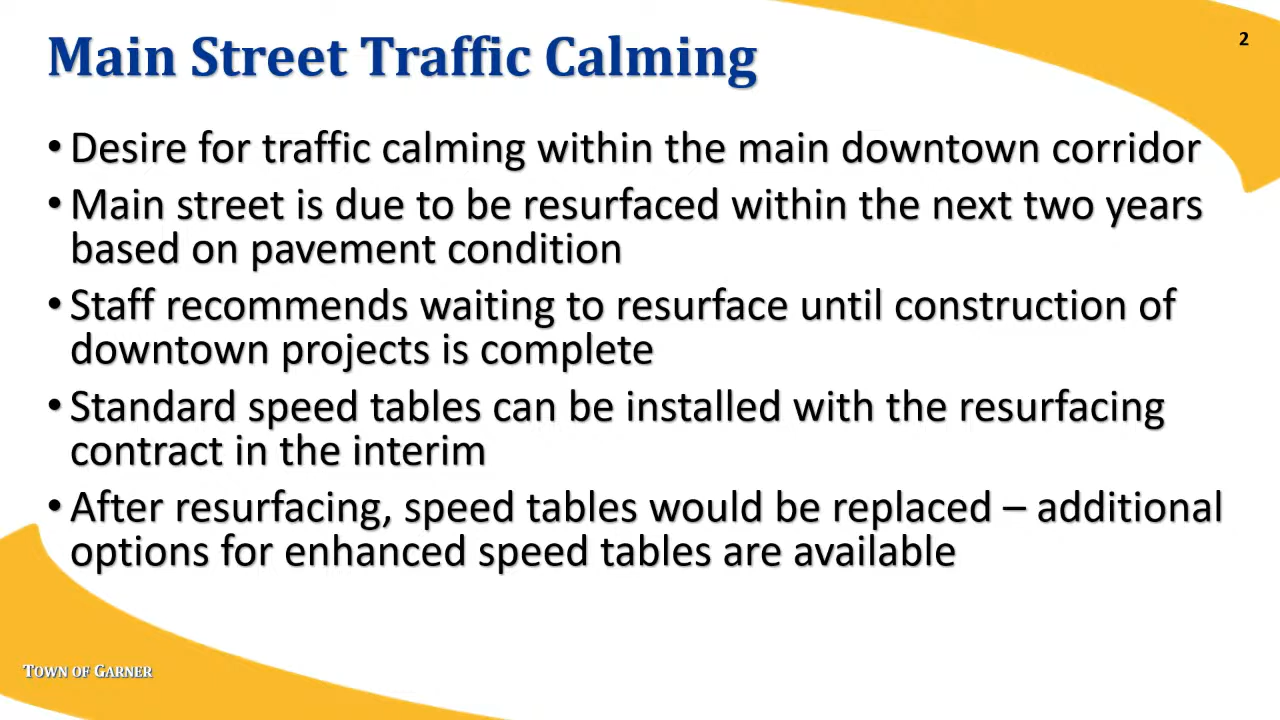 2
Main Street Traffic Calming
• Desire for traffic calming within the main downtown corridor
• Main street is due to be resurfaced within the next two years
based on pavement condition
• Staff recommends waiting to resurface until construction of
downtown projects is complete
• Standard speed tables can be installed with the resurfacing
contract in the interim
• After resurfacing, speed tables would be replaced – additional
options for enhanced speed tables are available
Town of Garner